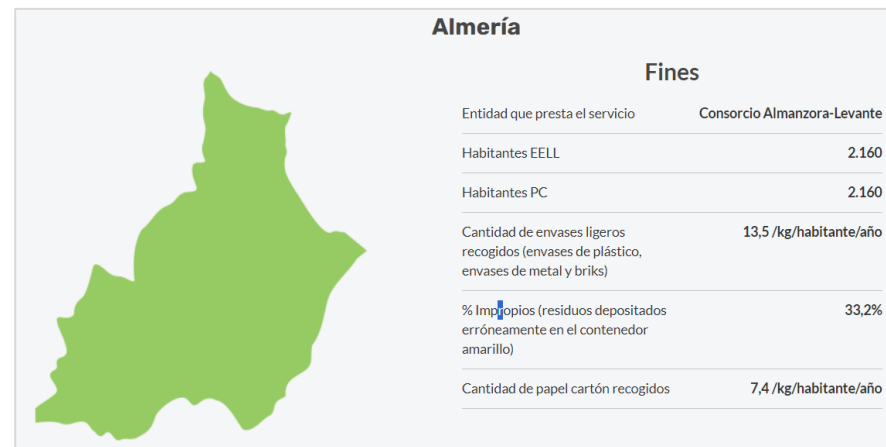 Almería
Fines
Entidad que presta el servicio Consorcio Almanzora-Levante
Habitantes EELL 2.160
Habitantes PC 2.160
Cantidad de envases ligeros 13,5 /kg/habitante/año
recogidos (envases de plástico,
envases de metal y briks)
% Impropios (residuos depositados 33,2%
erróneamente en el contenedor
amarillo)
Cantidad de papel cartón recogidos 7,4 /kg/habitante/año